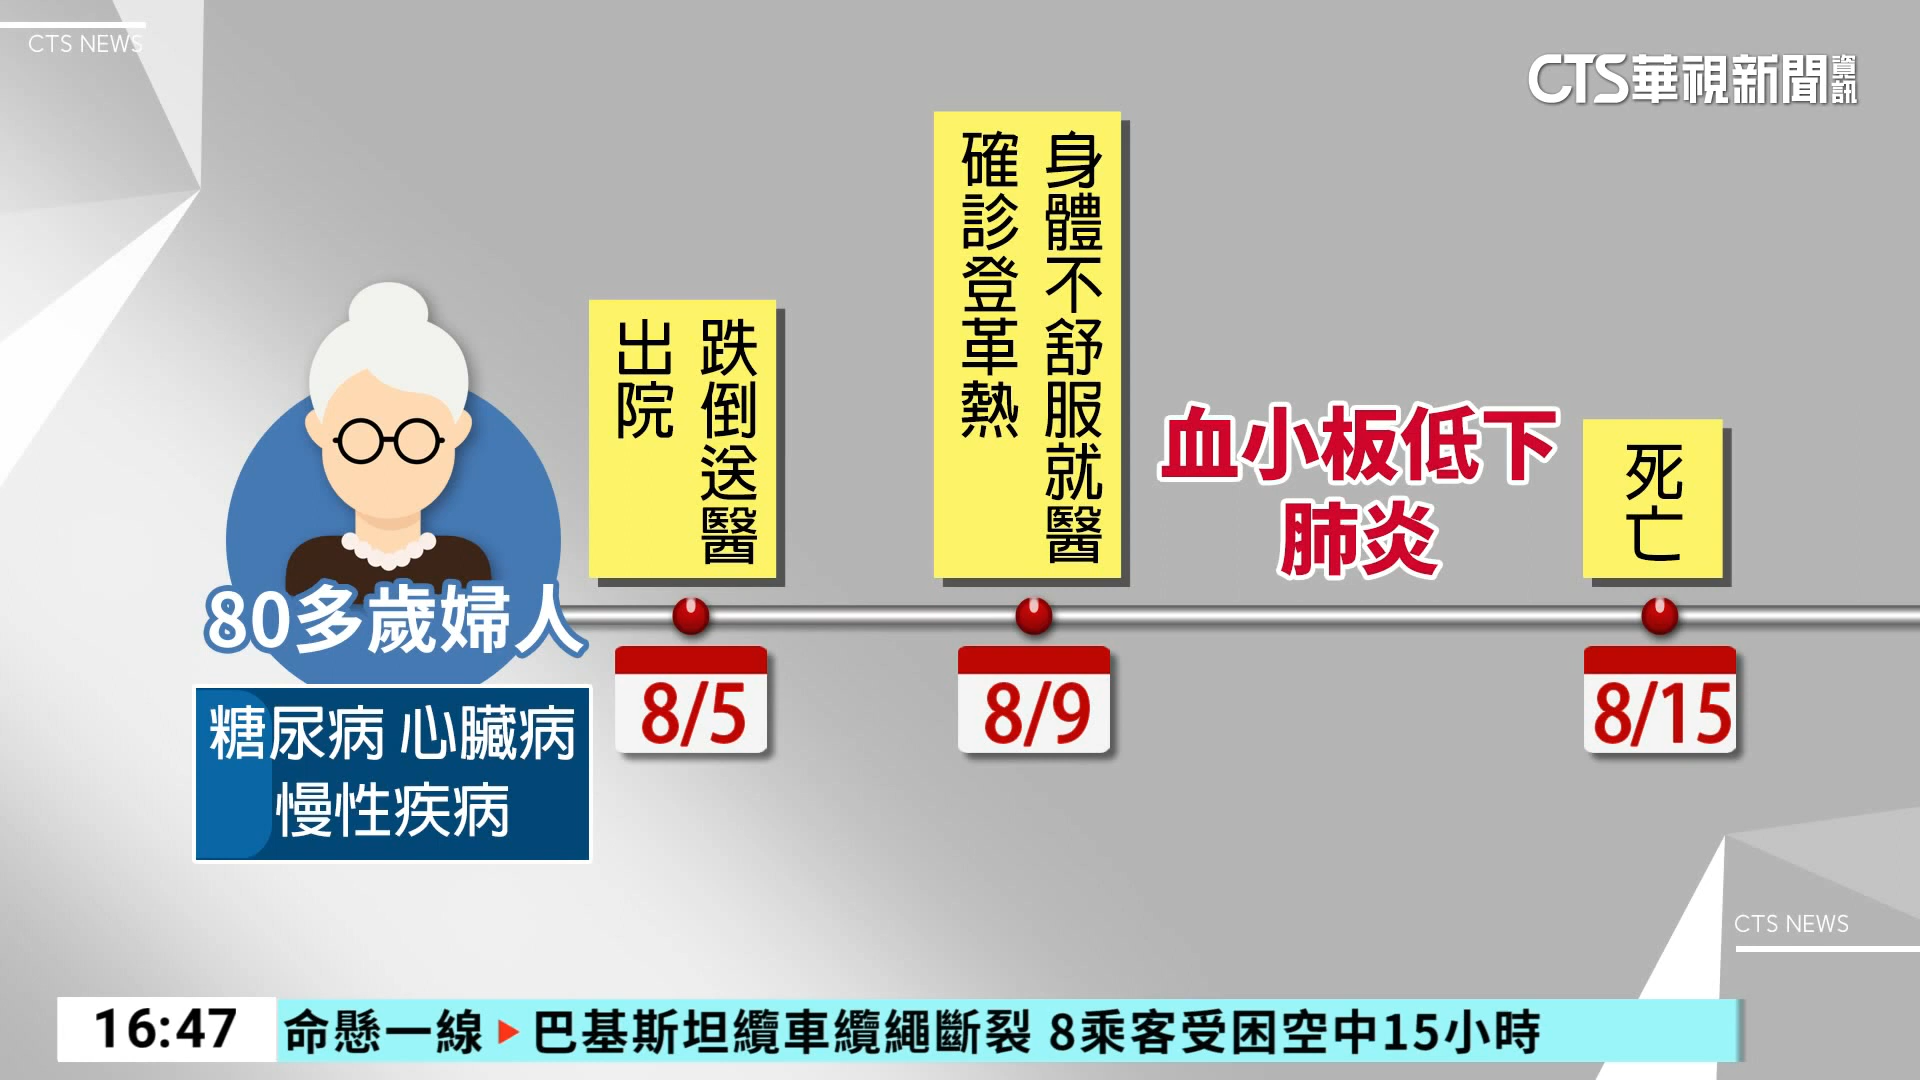 CTS NEWS
CTS華視新聞資訊
跌倒送醫
出院
身體不舒服就醫
確診登革熱
血小板低下
肺炎
死亡
80多歲婦人
糖尿病 心臟病
慢性疾病
8/5
8/9
8/15
CTS NEWS
16:47
命懸一線▶巴基斯坦纜車纜繩斷裂 8乘客受困空中15小時